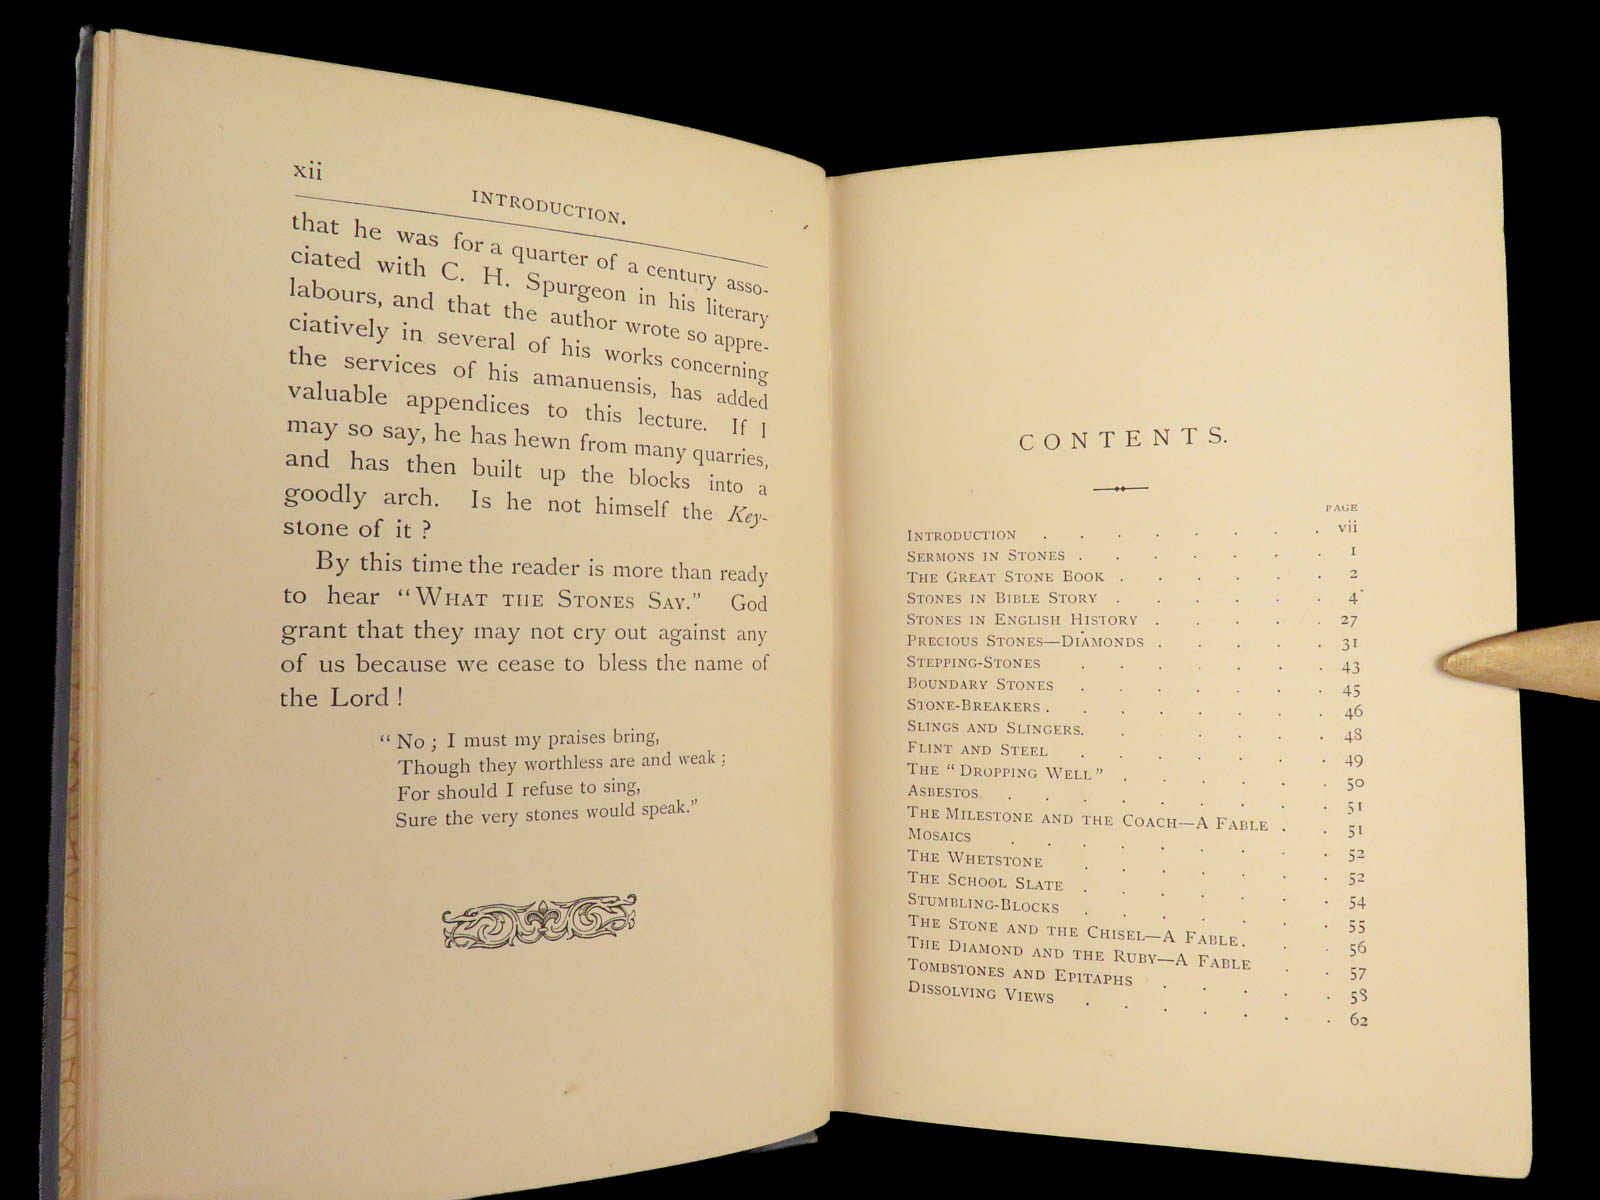 xii
INTRODUCTION.
that he was for a quarter of a century asso-
ciated with C. H. Spurgeon in his literary
labours, and that the author wrote so appre-
ciatively in several of his works concerning
the services of his amanuensis, has added
valuable appendices to this lecture. If I
may so say, he has hewn from many quarries,
and has then built up the blocks into a
goodly arch. Is he not himself the Key-
stone of it ?
By this time the reader is more than ready
to hear “WHAT THE STONES SAY.” God
grant that they may not cry out against any
of us because we cease to bless the name of
the Lord !
“ No ; I must my praises bring,
Though they worthless are and weak ;
For should I refuse to sing,
Sure the very stones would speak.”
CONTENTS.
PAGE
INTRODUCTION . . . . . . . . vii
SERMONS IN STONES . . . . . . . 1
THE GREAT STONE BOOK . . . . . . 2
STONES IN BIBLE STORY . . . . . . 4
STONES IN ENGLISH HISTORY . . . . . 27
PRECIOUS STONES—DIAMONDS . . . . . 31
STEPPING-STONES . . . . . . . 43
BOUNDARY STONES . . . . . . . 45
STONE-BREAKERS . . . . . . . . 46
SLINGS AND SLINGERS. . . . . . . 48
FLINT AND STEEL . . . . . . . 49
THE “DROPPING WELL” . . . . . . 50
ASBESTOS . . . . . . . . . 51
THE MILESTONE AND THE COACH—A FABLE . . 51
MOSAICS . . . . . . . . . 52
THE WHETSTONE . . . . . . . 52
THE SCHOOL SLATE . . . . . . . 54
STUMBLING-BLOCKS . . . . . . . 55
THE STONE AND THE CHISEL—A FABLE . . . 56
THE DIAMOND AND THE RUBY—A FABLE . . 57
TOMBSTONES AND EPITAPHS . . . . . 58
DISSOLVING VIEWS . . . . . . . 62